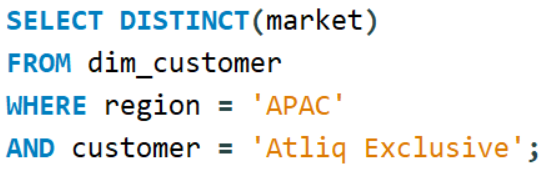 SELECT DISTINCT(market)
FROM dim_customer
WHERE region = 'APAC'
AND customer = 'Atliq Exclusive';